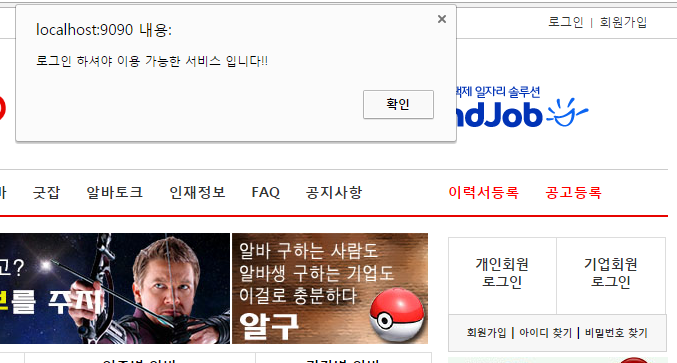 localhost:9090 내용:
로그인 하셔야 이용 가능한 서비스 입니다!!
확인
로그인 | 회원가입
맥제 일자리 솔루션
ndJob
바 굿잡 알바토크 인재정보 FAQ 공지사항 이력서등록 공고등록
고?
를 주지
알바 구하는 사람도
알바생 구하는 기업도
이걸로 충분하다
알구
개인회원
로그인
기업회원
로그인
회원가입 | 아이디 찾기 | 비밀번호 찾기